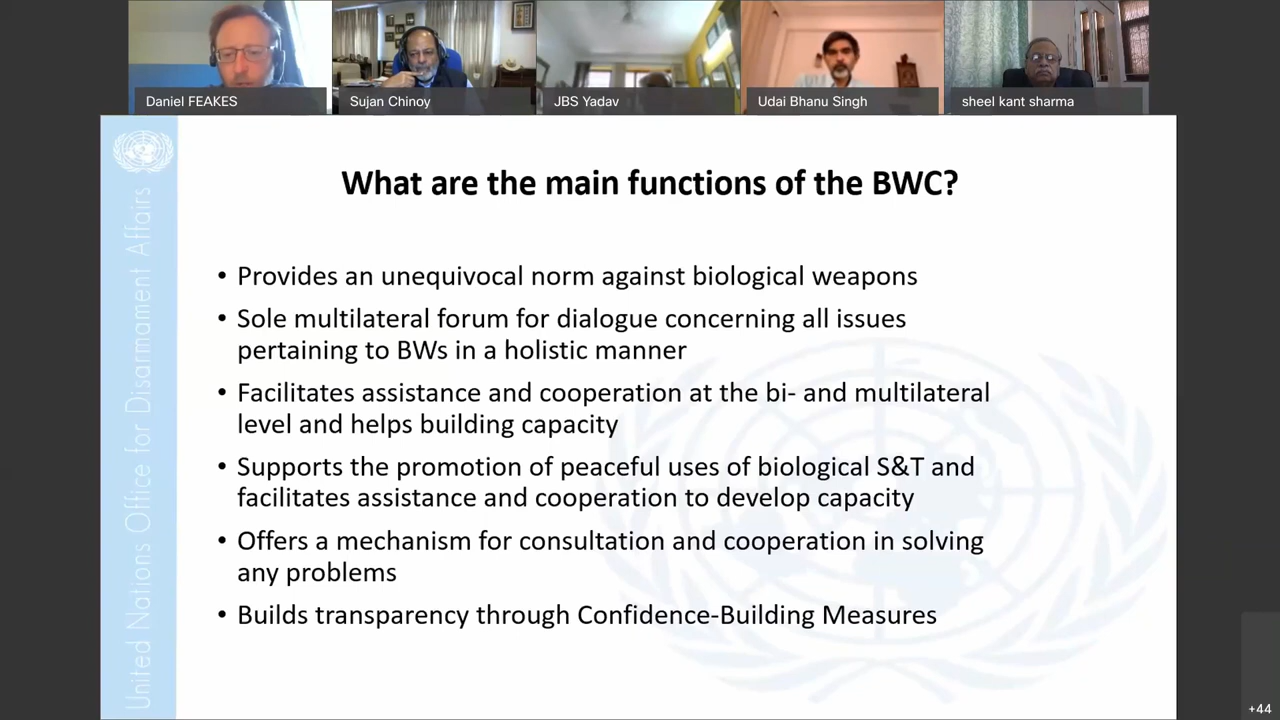 Daniel FEAKES
Sujan Chinoy
JBS Yadav
Udai Bhanu Singh
sheel kant sharma
United Nations Office for Disarmament Affairs
What are the main functions of the BWC?
• Provides an unequivocal norm against biological weapons
• Sole multilateral forum for dialogue concerning all issues
pertaining to BWs in a holistic manner
• Facilitates assistance and cooperation at the bi- and multilateral
level and helps building capacity
• Supports the promotion of peaceful uses of biological S&T and
facilitates assistance and cooperation to develop capacity
• Offers a mechanism for consultation and cooperation in solving
any problems
• Builds transparency through Confidence-Building Measures
+44